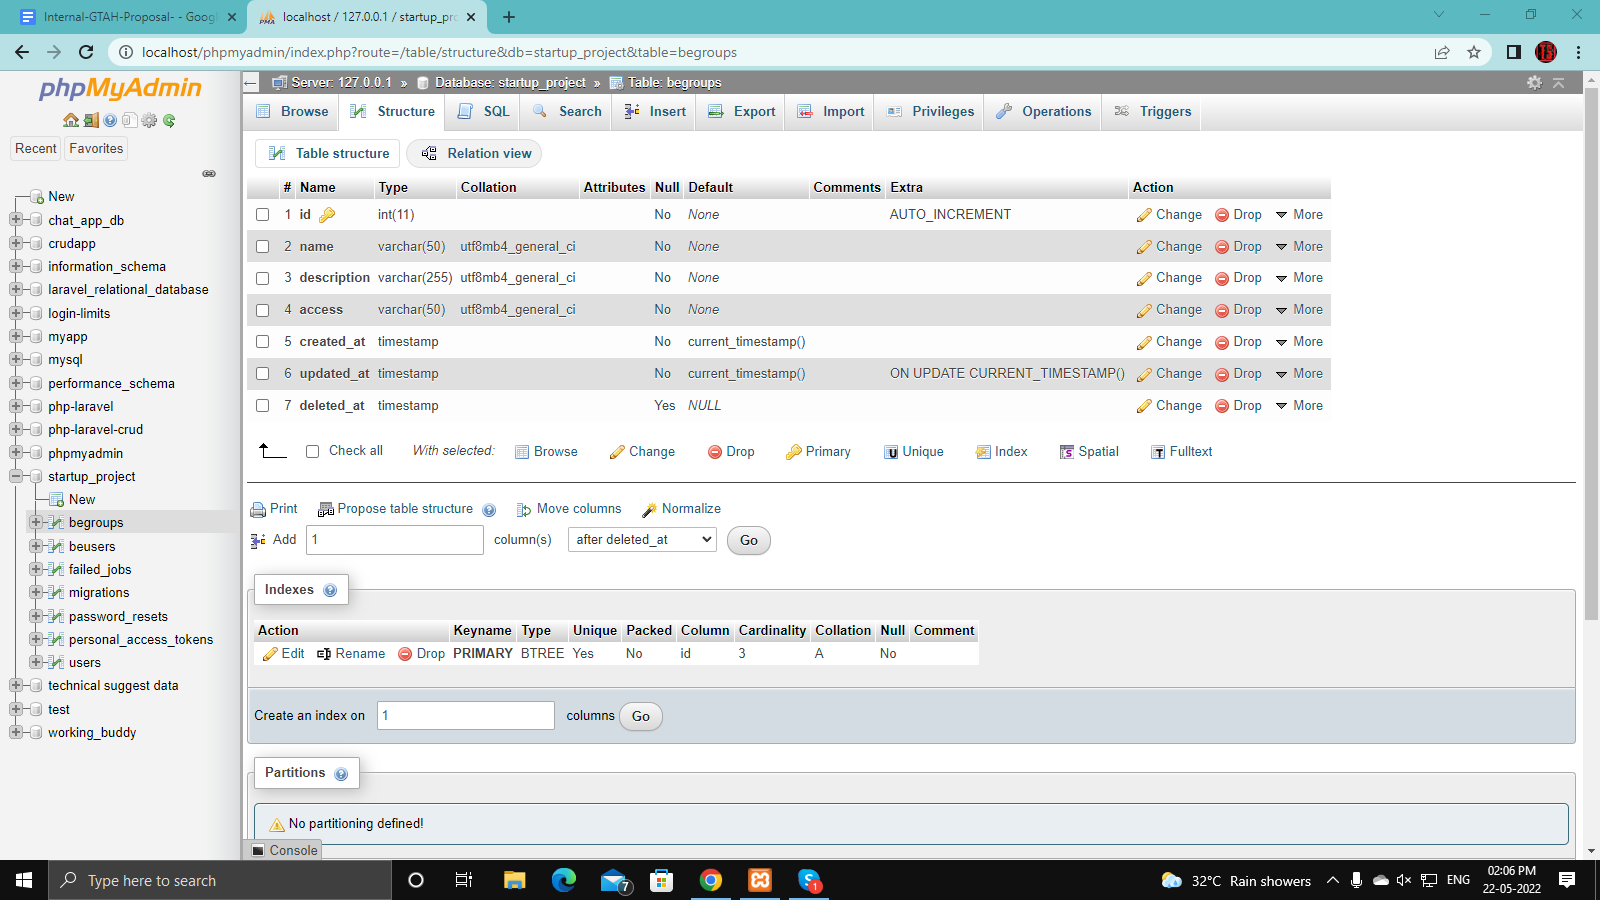 Internal-GTAH-Proposal- - Goog
localhost / 127.0.0.1 / startup_pro
localhost/phpmyadmin/index.php?route=/table/structure&db=startup_project&table=begroups
phpMyAdmin
Recent Favorites
New
chat_app_db
crudapp
information_schema
laravel_relational_database
login-limits
myapp
mysql
performance_schema
php-laravel
php-laravel-crud
phpmyadmin
startup_project
New
begroups
beusers
failed_jobs
migrations
password_resets
personal_access_tokens
users
technical suggest data
test
working_buddy
Server: 127.0.0.1 » Database: startup_project » Table: begroups
Browse Structure SQL Search Insert Export Import Privileges Operations Triggers
Table structure Relation view
# Name Type Collation Attributes Null Default Comments Extra Action
1 id int(11) No None AUTO_INCREMENT Change Drop More
2 name varchar(50) utf8mb4_general_ci No None Change Drop More
3 description varchar(255) utf8mb4_general_ci No None Change Drop More
4 access varchar(50) utf8mb4_general_ci No None Change Drop More
5 created_at timestamp No current_timestamp() Change Drop More
6 updated_at timestamp No current_timestamp() ON UPDATE CURRENT_TIMESTAMP() Change Drop More
7 deleted_at timestamp Yes NULL Change Drop More
Check all With selected: Browse Change Drop Primary Unique Index Spatial Fulltext
Print Propose table structure Move columns Normalize
Add 1 column(s) after deleted_at Go
Indexes
Action Keyname Type Unique Packed Column Cardinality Collation Null Comment
Edit Rename Drop PRIMARY BTREE Yes No id 3 A No
Create an index on 1 columns Go
Partitions
No partitioning defined!
Console
Type here to search
7
1
32°C Rain showers
ENG
02:06 PM
22-05-2022